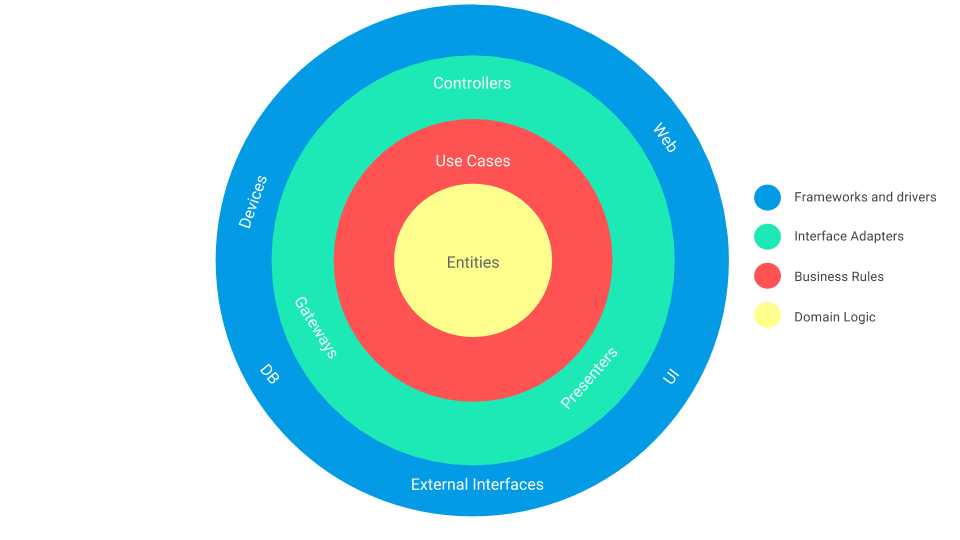 Controllers
Web
Use Cases
Devices
Entities
Gateways
Presenters
DB
UI
External Interfaces
Frameworks and drivers
Interface Adapters
Business Rules
Domain Logic